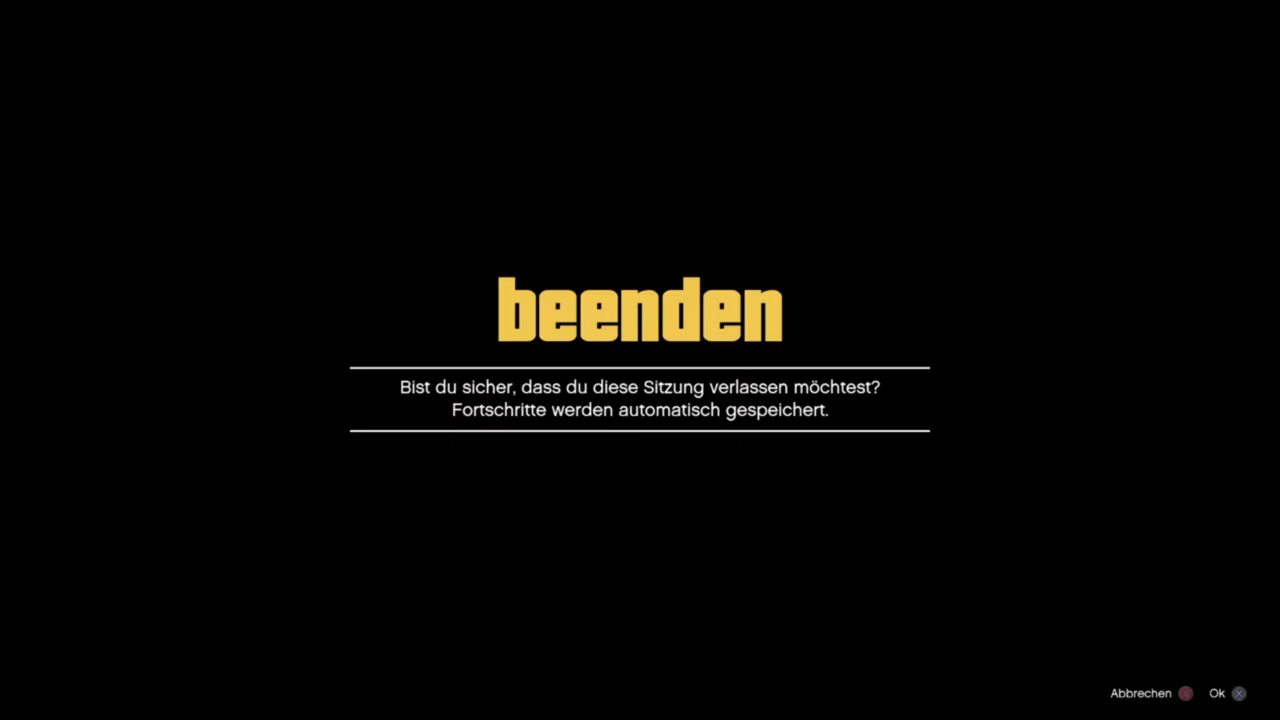 beenden
Bist du sicher, dass du diese Sitzung verlassen möchtest?
Fortschritte werden automatisch gespeichert.
Abbrechen Ok